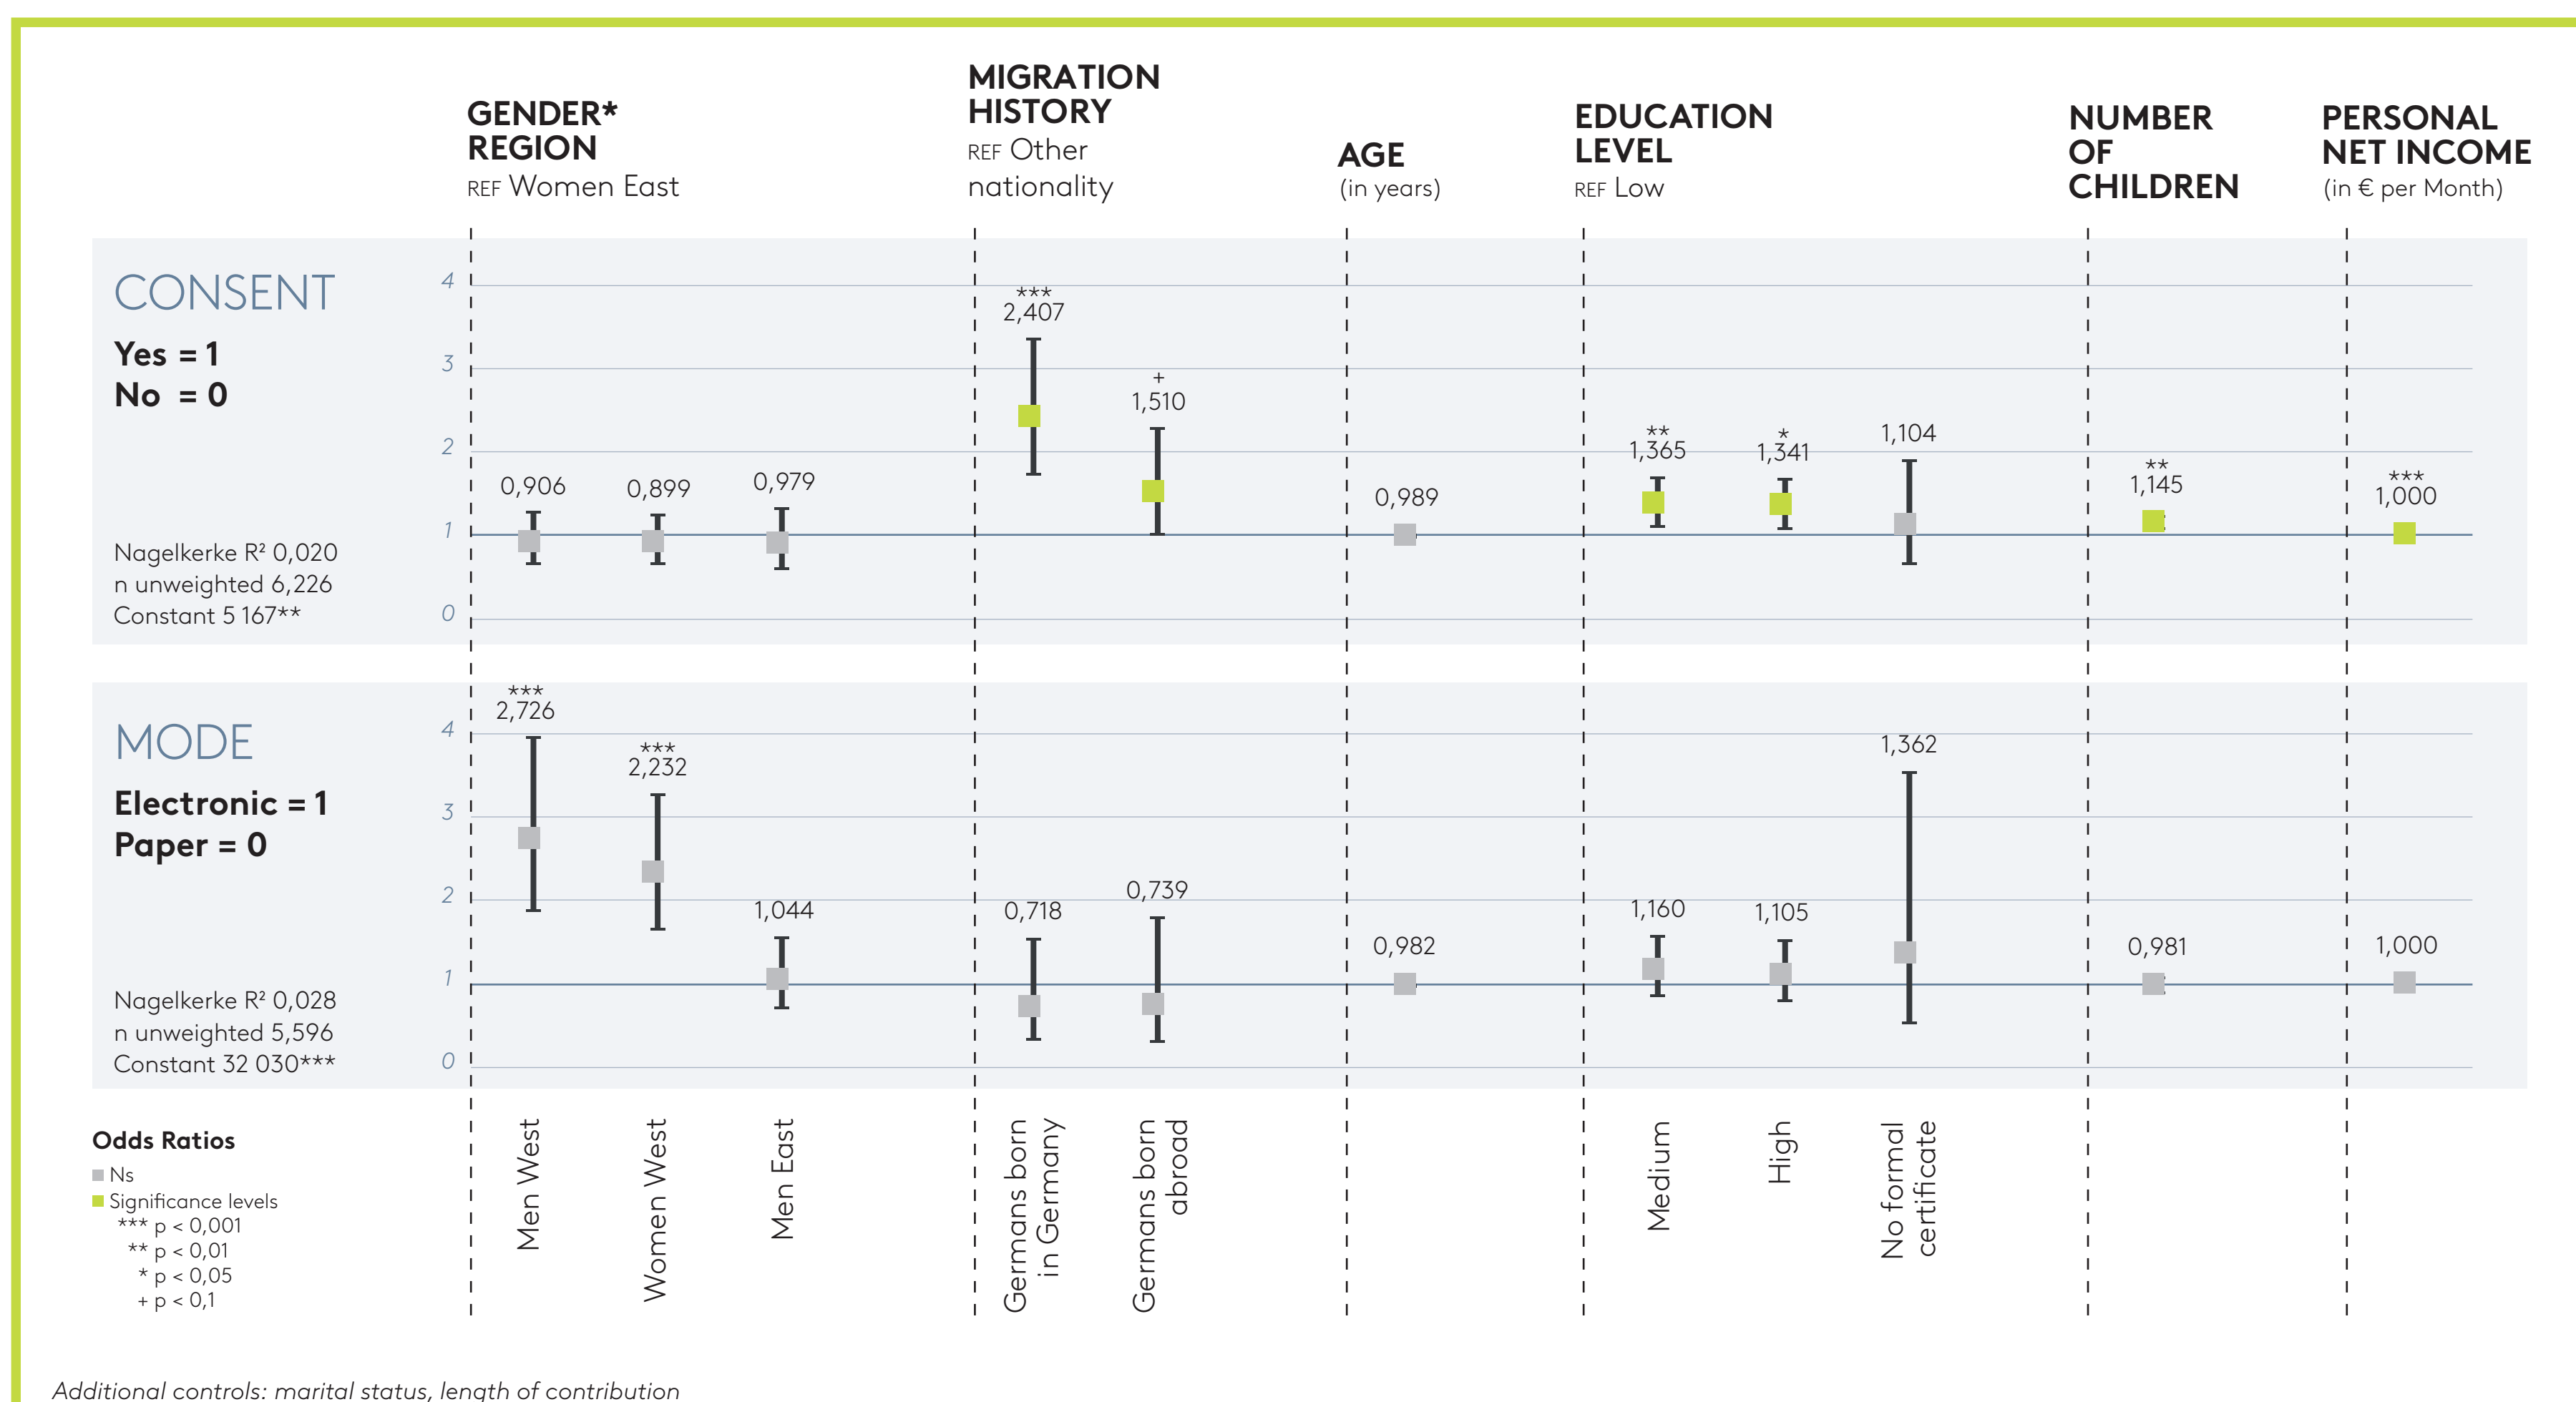 GENDER*
REGION
REF Women East
MIGRATION
HISTORY
REF Other
nationality
AGE
(in years)
EDUCATION
LEVEL
REF Low
NUMBER
OF
CHILDREN
PERSONAL
NET INCOME
(in € per Month)
CONSENT
Yes = 1
No = 0
Nagelkerke R² 0,020
n unweighted 6,226
Constant 5 167**
4
3
2
1
0
0,906
0,899
0,979
***
2,407
+
1,510
0,989
**
1,365
*
1,341
1,104
**
1,145
***
1,000
MODE
Electronic = 1
Paper = 0
Nagelkerke R² 0,028
n unweighted 5,596
Constant 32 030***
4
3
2
1
0
***
2,726
***
2,232
1,044
0,718
0,739
0,982
1,160
1,105
1,362
0,981
1,000
Men West
Women West
Men East
Germans born
in Germany
Germans born
abroad
Medium
High
No formal
certificate
Odds Ratios
Ns
Significance levels
*** p < 0,001
** p < 0,01
* p < 0,05
+ p < 0,1
Additional controls: marital status, length of contribution